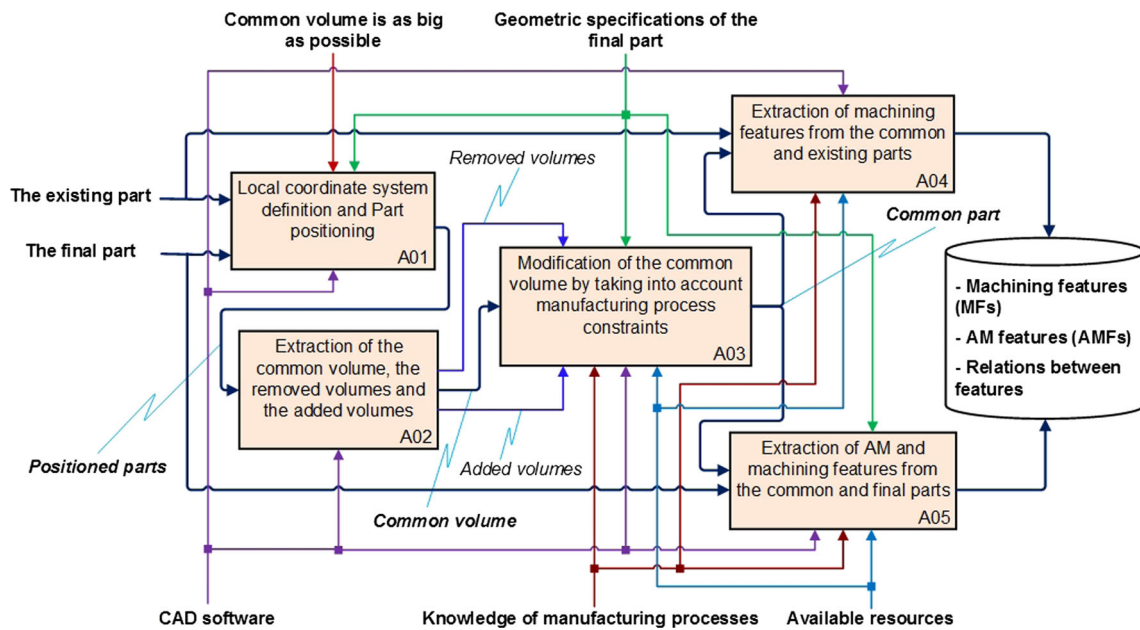 Common volume is as big
as possible
Geometric specifications of the
final part
Extraction of machining
features from the common
and existing parts
A04
Removed volumes
The existing part
Local coordinate system
definition and Part
positioning
A01
Common part
The final part
Modification of the common
volume by taking into account
manufacturing process
constraints
A03
- Machining features
(MFs)
- AM features (AMFs)
- Relations between
features
Extraction of the
common volume, the
removed volumes and
the added volumes
A02
Positioned parts
Added volumes
Common volume
Extraction of AM and
machining features from
the common and final parts
A05
CAD software
Knowledge of manufacturing processes
Available resources